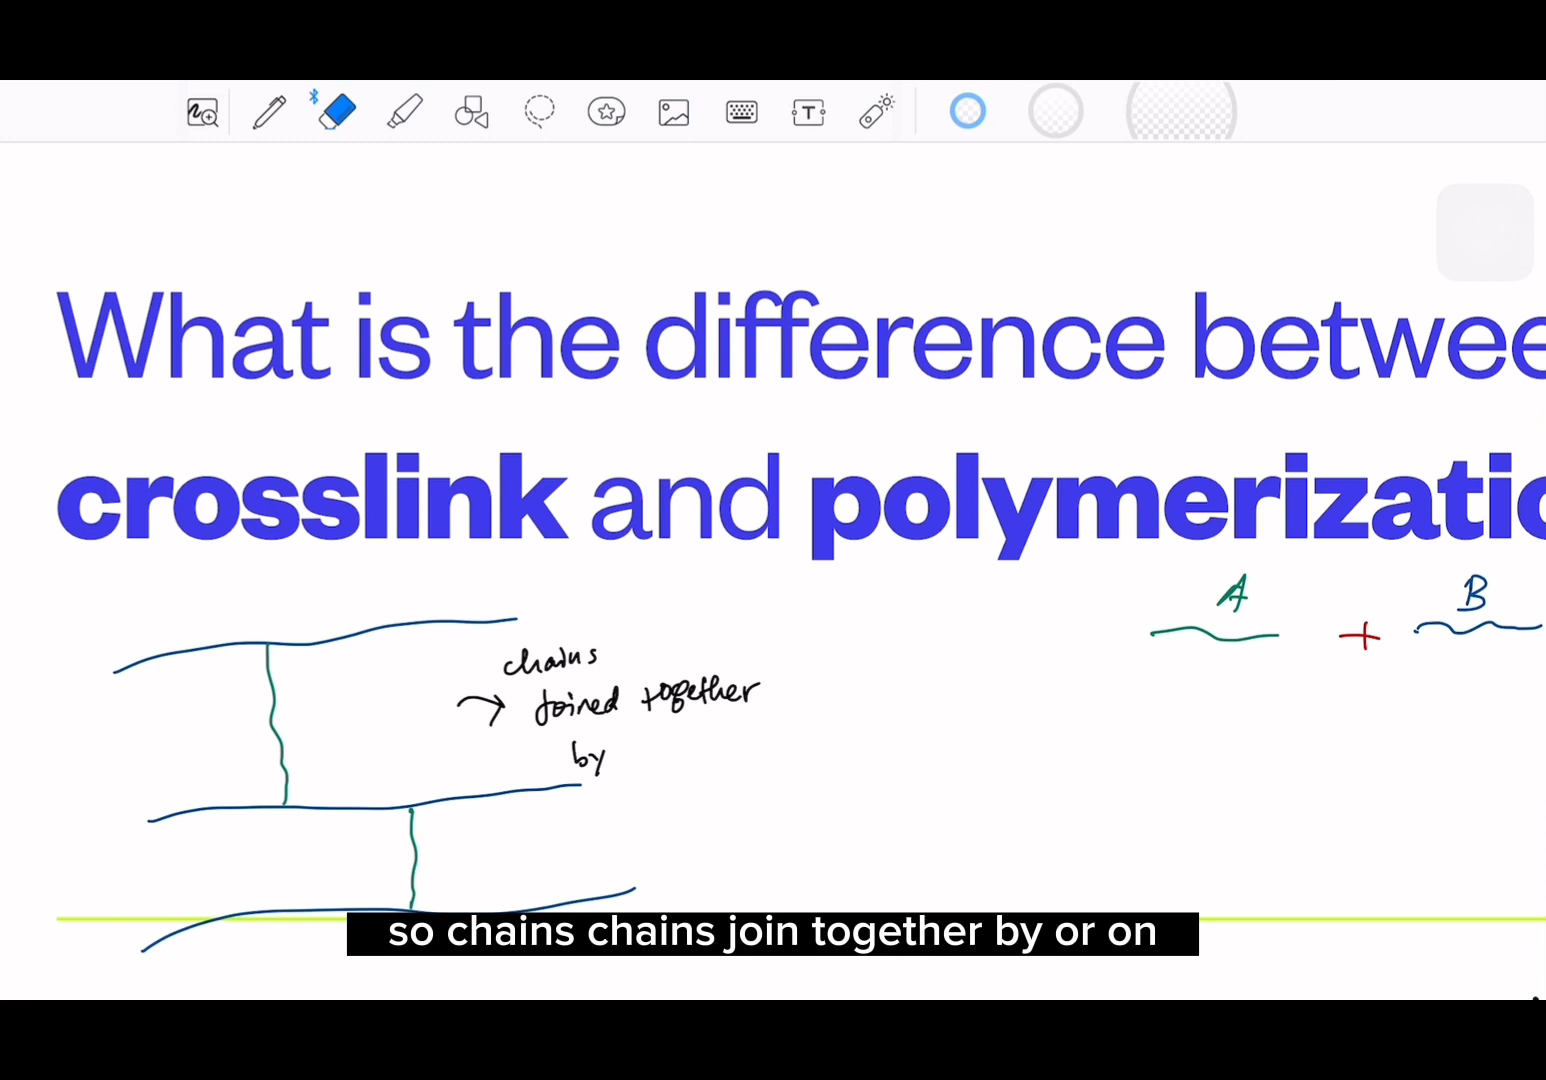 What is the difference betwee
crosslink and polymerizatio
A + B
chains
joined together
by
so chains chains join together by or on